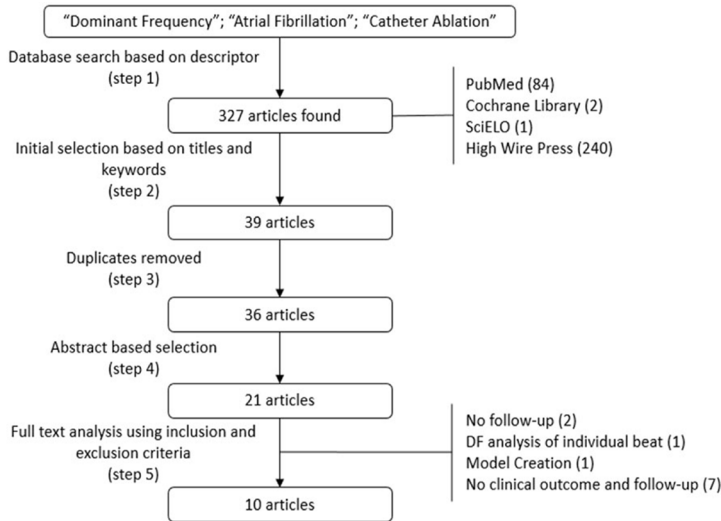 “Dominant Frequency”; “Atrial Fibrillation”; “Catheter Ablation”
Database search based on descriptor
(step 1)
327 articles found
PubMed (84)
Cochrane Library (2)
SciELO (1)
High Wire Press (240)
Initial selection based on titles and
keywords
(step 2)
39 articles
Duplicates removed
(step 3)
36 articles
Abstract based selection
(step 4)
21 articles
Full text analysis using inclusion and
exclusion criteria
(step 5)
No follow-up (2)
DF analysis of individual beat (1)
Model Creation (1)
No clinical outcome and follow-up (7)
10 articles